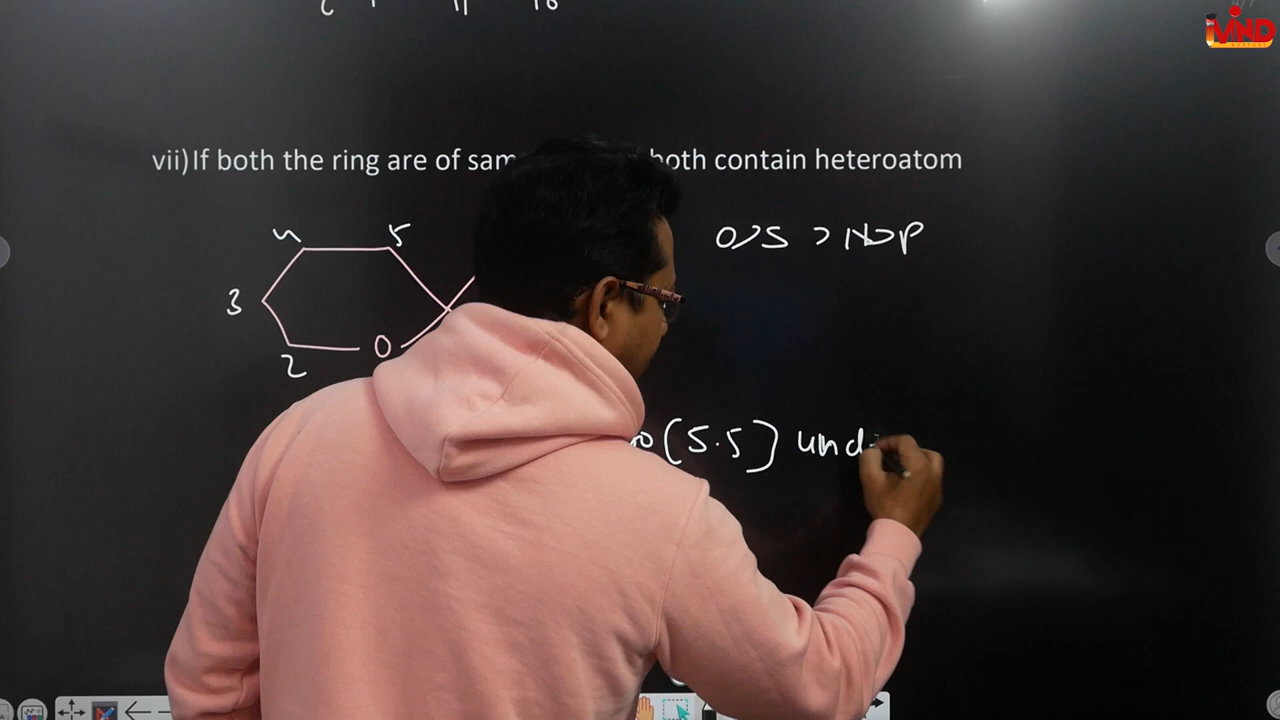 vii) If both the ring are of sam both contain heteroatom
4 5
O>S > N>P
3
O
2
o [5.5] und